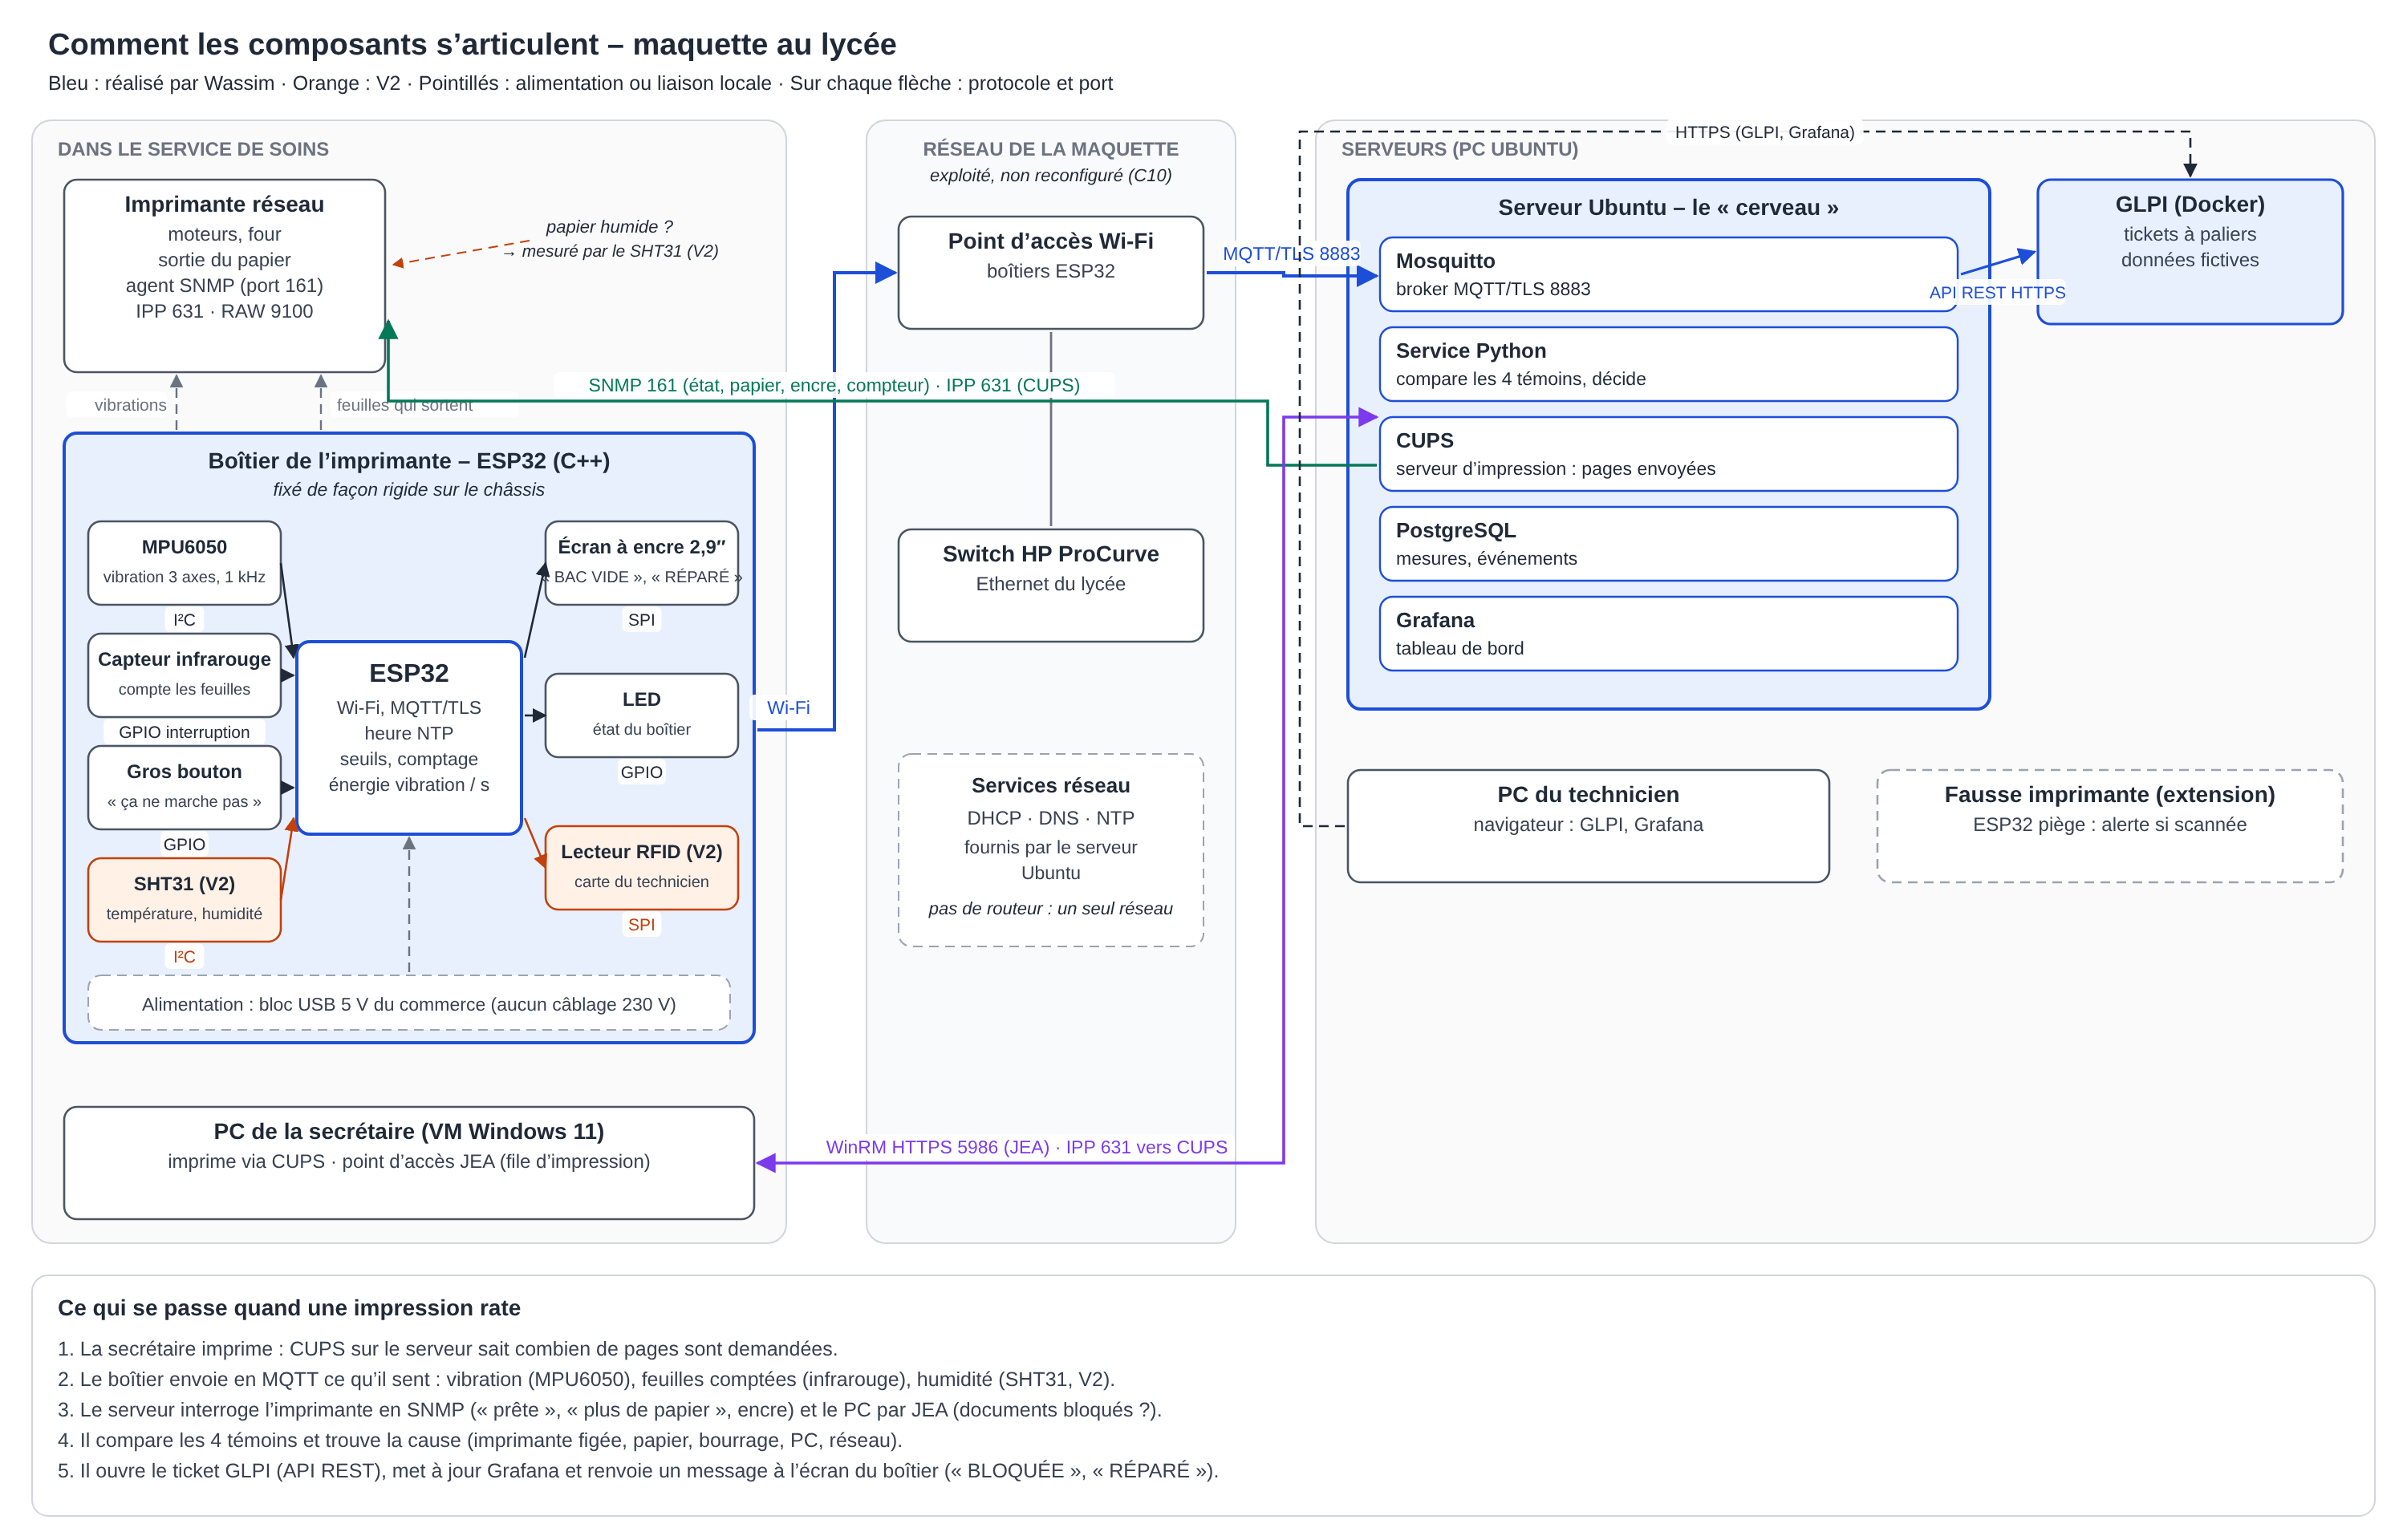 Comment les composants s’articulent – maquette au lycée
Bleu : réalisé par Wassim · Orange : V2 · Pointillés : alimentation ou liaison locale · Sur chaque flèche : protocole et port
DANS LE SERVICE DE SOINS
Imprimante réseau
moteurs, four
sortie du papier
agent SNMP (port 161)
IPP 631 · RAW 9100
papier humide ?
→ mesuré par le SHT31 (V2)
vibrations
feuilles qui sortent
Boîtier de l’imprimante – ESP32 (C++)
fixé de façon rigide sur le châssis
MPU6050
vibration 3 axes, 1 kHz
I²C
Capteur infrarouge
compte les feuilles
GPIO interruption
Gros bouton
« ça ne marche pas »
GPIO
SHT31 (V2)
température, humidité
I²C
ESP32
Wi-Fi, MQTT/TLS
heure NTP
seuils, comptage
énergie vibration / s
Écran à encre 2,9″
« BAC VIDE », « RÉPARÉ »
SPI
LED
état du boîtier
GPIO
Lecteur RFID (V2)
carte du technicien
SPI
Alimentation : bloc USB 5 V du commerce (aucun câblage 230 V)
PC de la secrétaire (VM Windows 11)
imprime via CUPS · point d’accès JEA (file d’impression)
Wi-Fi
SNMP 161 (état, papier, encre, compteur) · IPP 631 (CUPS)
WinRM HTTPS 5986 (JEA) · IPP 631 vers CUPS
RÉSEAU DE LA MAQUETTE
exploité, non reconfiguré (C10)
Point d’accès Wi-Fi
boîtiers ESP32
Switch HP ProCurve
Ethernet du lycée
Services réseau
DHCP · DNS · NTP
fournis par le serveur
Ubuntu
pas de routeur : un seul réseau
MQTT/TLS 8883
HTTPS (GLPI, Grafana)
SERVEURS (PC UBUNTU)
Serveur Ubuntu – le « cerveau »
Mosquitto
broker MQTT/TLS 8883
Service Python
compare les 4 témoins, décide
CUPS
serveur d’impression : pages envoyées
PostgreSQL
mesures, événements
Grafana
tableau de bord
API REST HTTPS
GLPI (Docker)
tickets à paliers
données fictives
PC du technicien
navigateur : GLPI, Grafana
Fausse imprimante (extension)
ESP32 piège : alerte si scannée
Ce qui se passe quand une impression rate
1. La secrétaire imprime : CUPS sur le serveur sait combien de pages sont demandées.
2. Le boîtier envoie en MQTT ce qu’il sent : vibration (MPU6050), feuilles comptées (infrarouge), humidité (SHT31, V2).
3. Le serveur interroge l’imprimante en SNMP (« prête », « plus de papier », encre) et le PC par JEA (documents bloqués ?).
4. Il compare les 4 témoins et trouve la cause (imprimante figée, papier, bourrage, PC, réseau).
5. Il ouvre le ticket GLPI (API REST), met à jour Grafana et renvoie un message à l’écran du boîtier (« BLOQUÉE », « RÉPARÉ »).